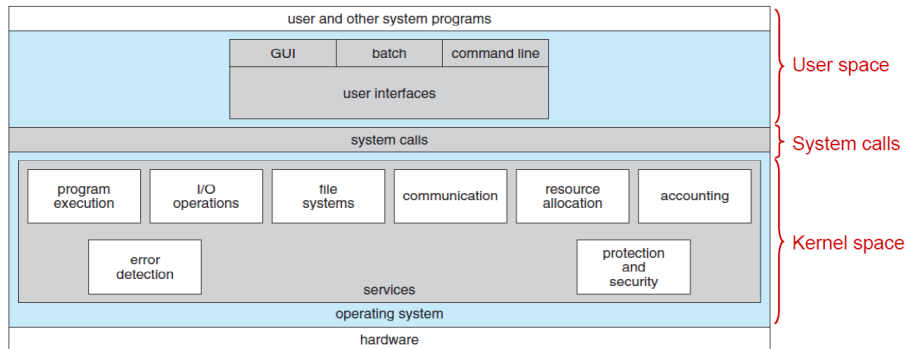 user and other system programs
GUI
batch
command line
user interfaces
User space
system calls
System calls
program
execution
I/O
operations
file
systems
communication
resource
allocation
accounting
Kernel space
error
detection
protection
and
security
services
operating system
hardware